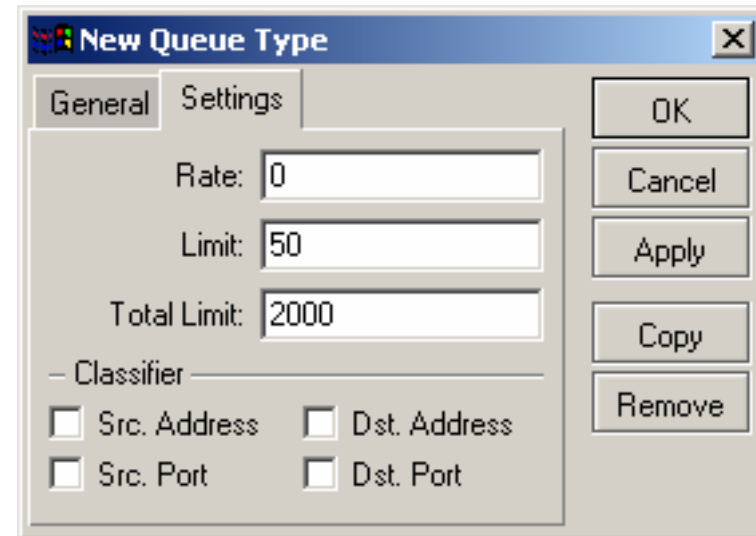 New Queue Type
General Settings
Rate: 0
Limit: 50
Total Limit: 2000
Classifier
Src. Address Dst. Address
Src. Port Dst. Port
OK
Cancel
Apply
Copy
Remove